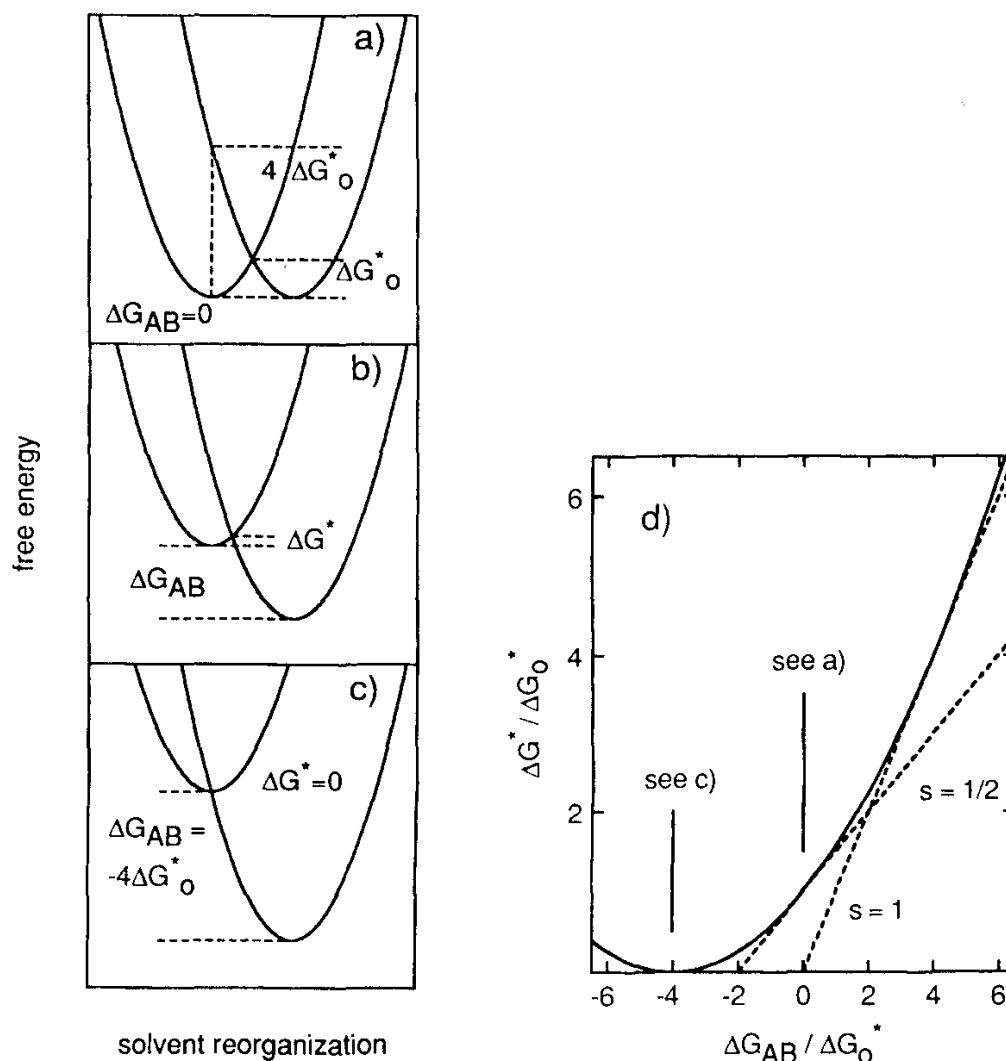 a)
4 ΔG*o
ΔG*o
ΔGAB=0
b)
ΔG*
ΔGAB
c)
ΔG*=0
ΔGAB =
-4ΔG*o
free energy
solvent reorganization
d)
6
4
2
see a)
see c)
s = 1/2
s = 1
-6 -4 -2 0 2 4 6
ΔG* / ΔGo*
ΔGAB / ΔGo*